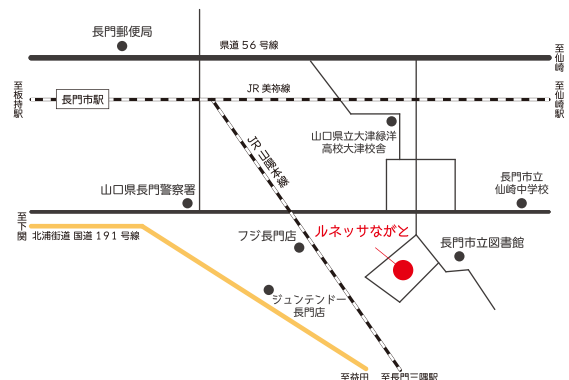 長門郵便局
県道 56 号線
至仙崎
至板持駅
長門市駅
JR 美祢線
至仙崎駅
JR 山陰本線
山口県立大津緑洋
高校大津校舎
山口県長門警察署
長門市立
仙崎中学校
至下関
北浦街道 国道 191 号線
フジ長門店
ルネッサながと
長門市立図書館
ジュンテンドー
長門店
至益田
至長門三隅駅